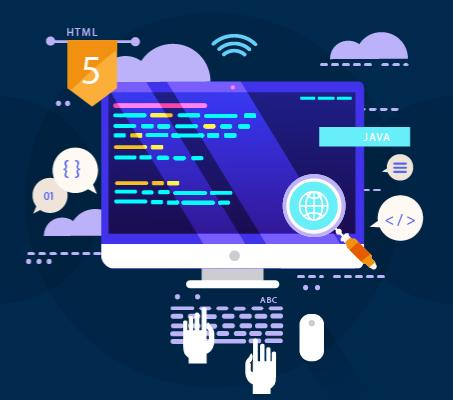 HTML
5
JAVA
{ }
01
</>
ABC